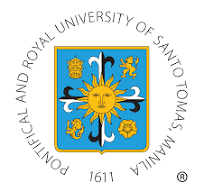 PONTIFICAL AND ROYAL UNIVERSITY OF SANTO TOMAS, MANILA
1611
®